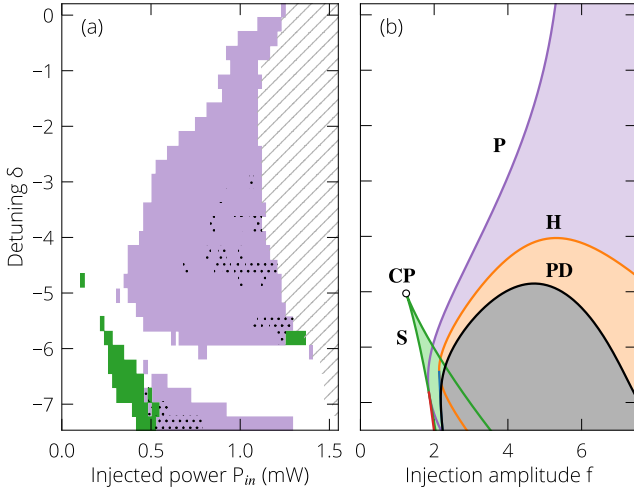 (a)
(b)
0
−1
−2
−3
−4
−5
−6
−7
Detuning δ
P
H
PD
CP
S
0.0
0.5
1.0
1.5
0
2
4
6
Injected power P_in (mW)
Injection amplitude f